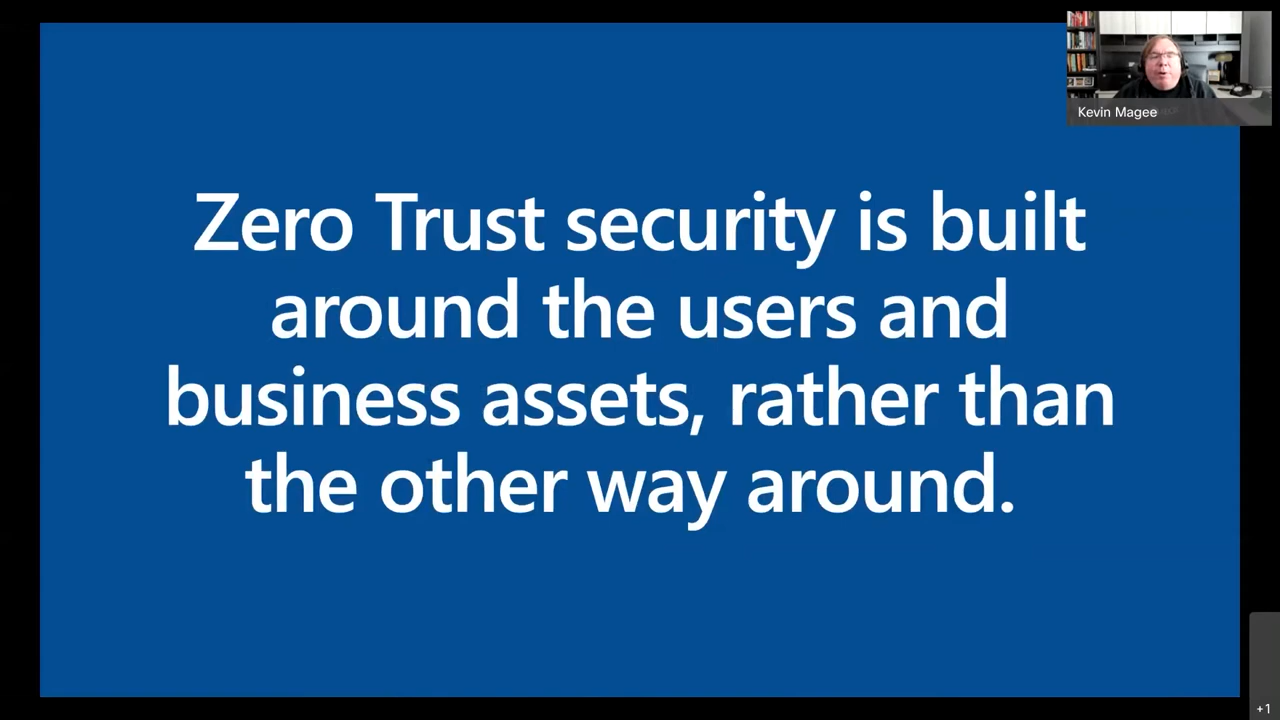 Kevin Magee
Zero Trust security is built
around the users and
business assets, rather than
the other way around.
+1